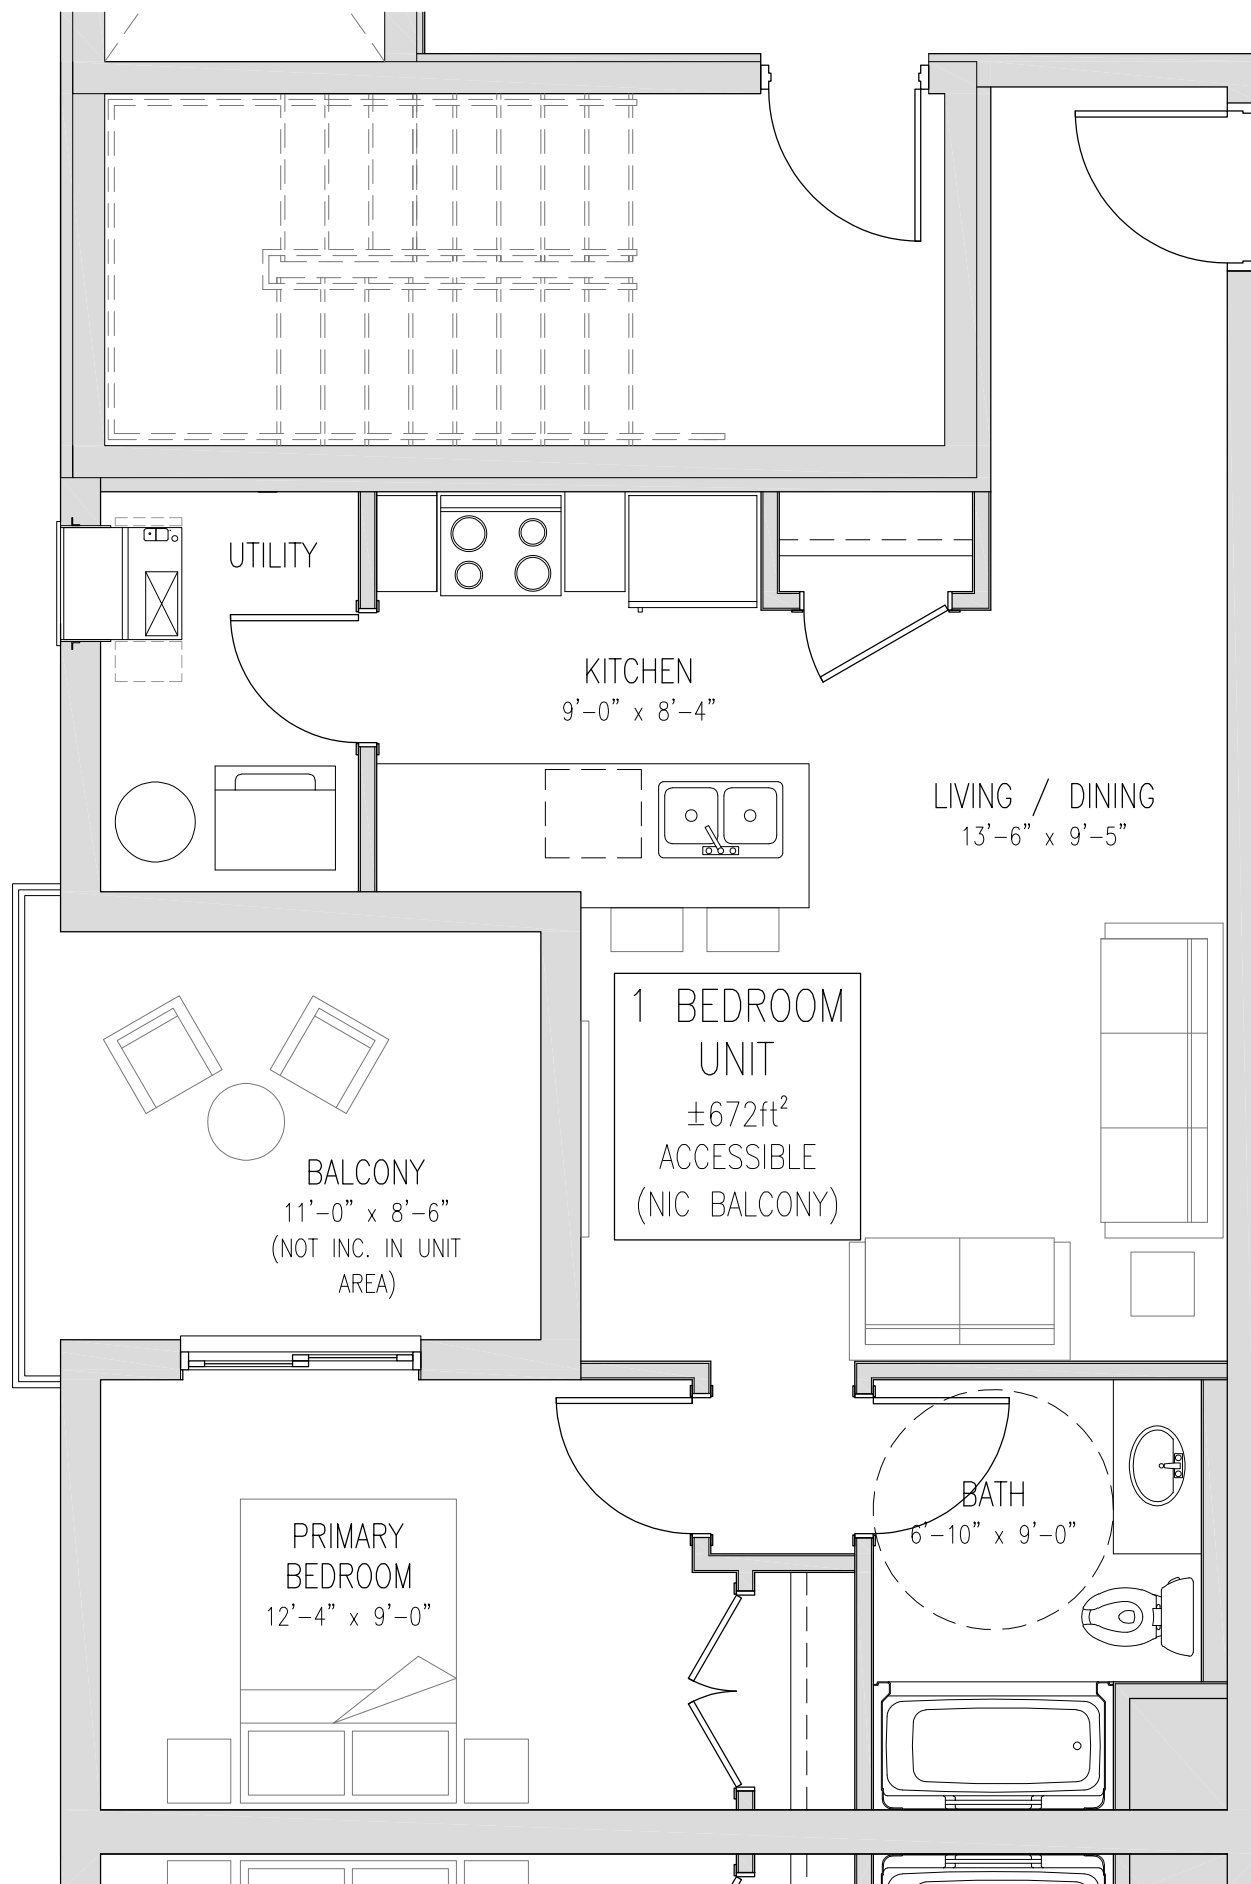 UTILITY
KITCHEN
9'-0" x 8'-4"
LIVING / DINING
13'-6" x 9'-5"
1 BEDROOM
UNIT
±672ft²
ACCESSIBLE
(NIC BALCONY)
BALCONY
11'-0" x 8'-6"
(NOT INC. IN UNIT
AREA)
BATH
6'-10" x 9'-0"
PRIMARY
BEDROOM
12'-4" x 9'-0"